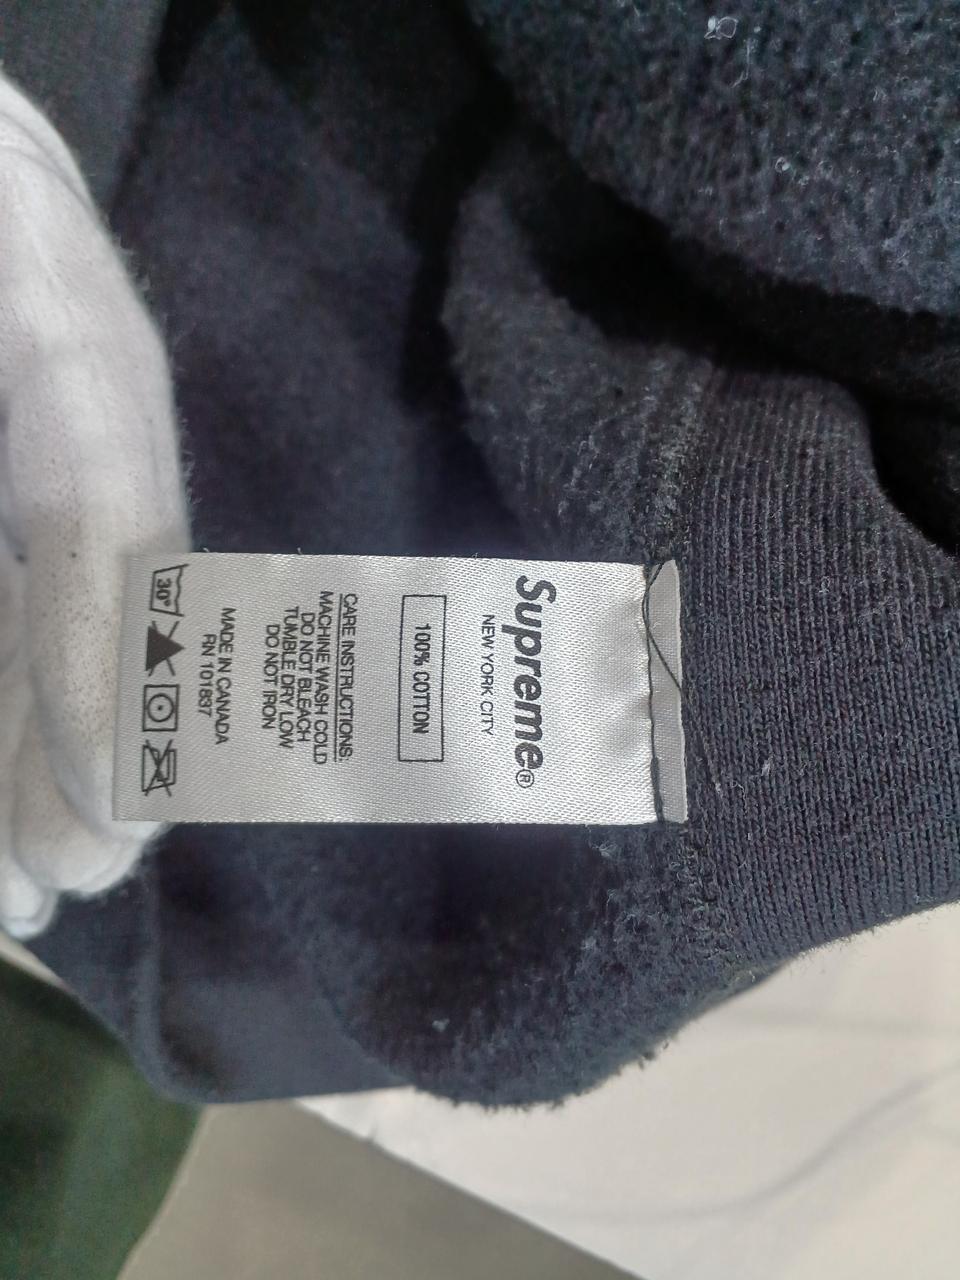 Supreme®
NEW YORK CITY
100% COTTON
CARE INSTRUCTIONS:
MACHINE WASH COLD
DO NOT BLEACH
TUMBLE DRY LOW
DO NOT IRON
MADE IN CANADA
RN 101837
30°